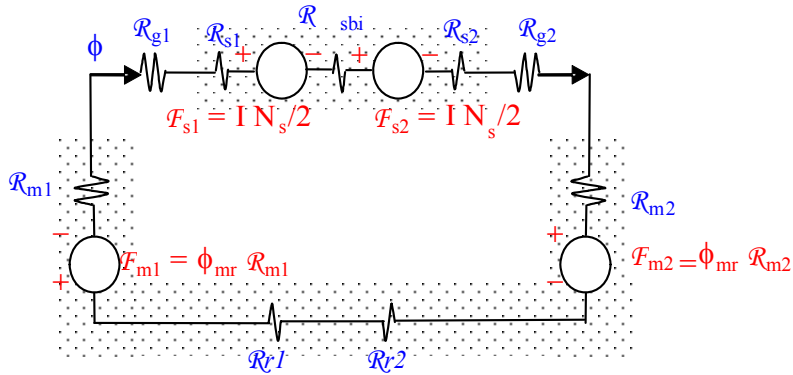 ϕ
ℛg1
ℛs1
ℛ sbi
ℛs2
ℛg2
+ − + −
ℱs1 = I Ns/2
ℱs2 = I Ns/2
ℛm1
ℛm2
−
+
ℱm1 = ϕmr ℛm1
+
−
ℱm2 = ϕmr ℛm2
ℛr1
ℛr2